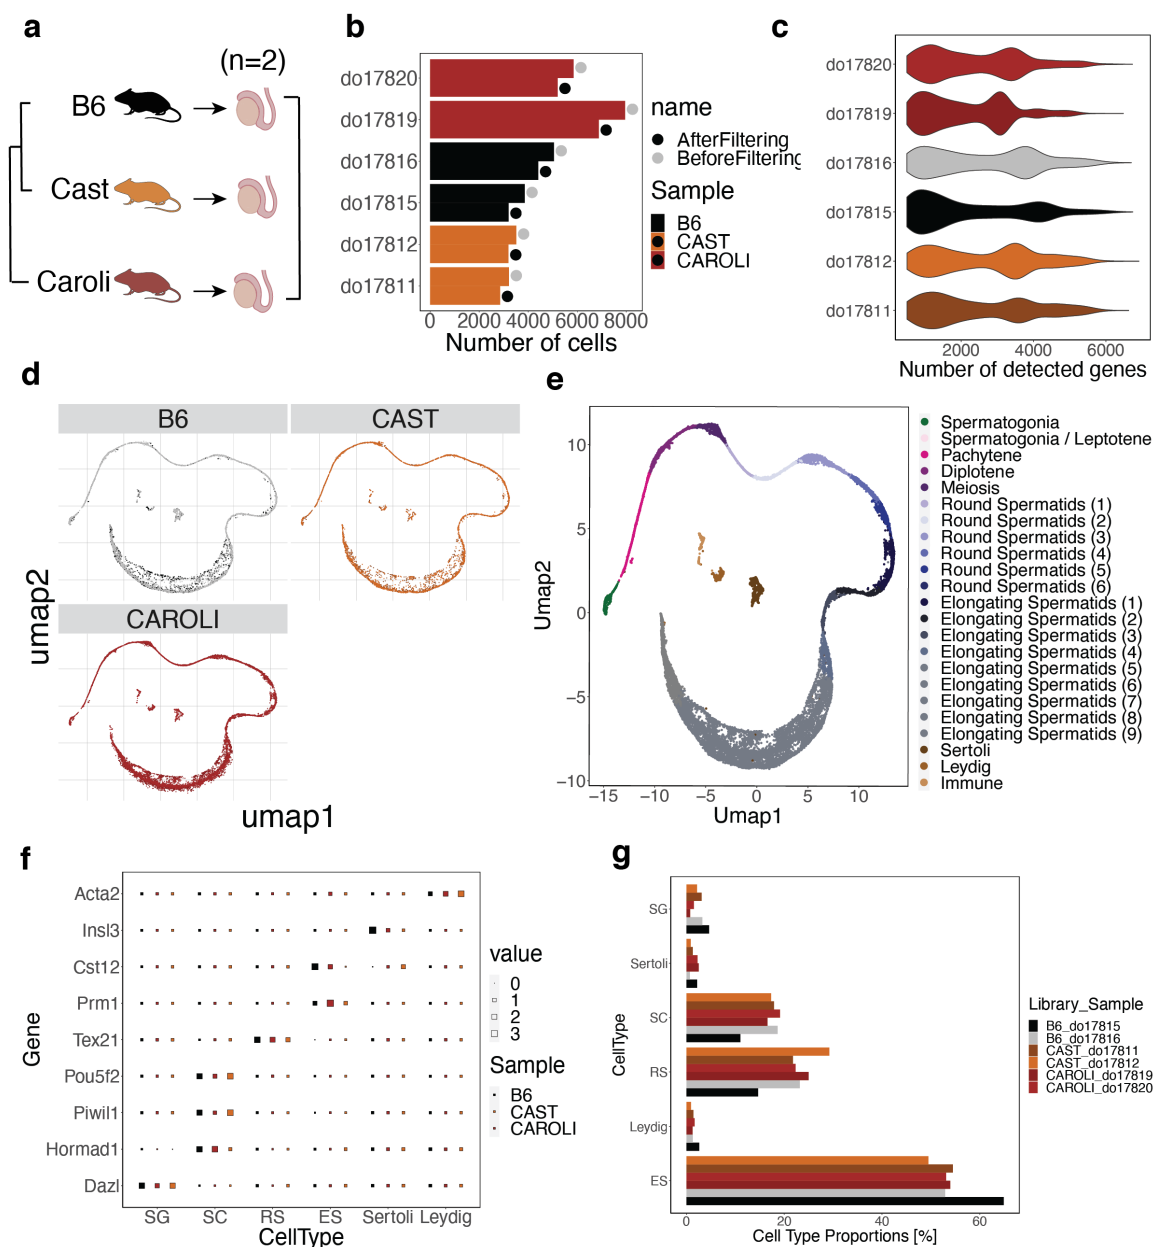 a
(n=2)
B6
Cast
Caroli
b
do17820
do17819
do17816
do17815
do17812
do17811
0 2000 4000 6000 8000
Number of cells
name
AfterFiltering
BeforeFiltering
Sample
B6
CAST
CAROLI
c
do17820
do17819
do17816
do17815
do17812
do17811
2000 4000 6000
Number of detected genes
d
B6
CAST
CAROLI
umap2
umap1
e
10
5
0
−5
−10
−15 −10 −5 0 5 10
Umap2
Umap1
Spermatogonia
Spermatogonia / Leptotene
Pachytene
Diplotene
Meiosis
Round Spermatids (1)
Round Spermatids (2)
Round Spermatids (3)
Round Spermatids (4)
Round Spermatids (5)
Round Spermatids (6)
Elongating Spermatids (1)
Elongating Spermatids (2)
Elongating Spermatids (3)
Elongating Spermatids (4)
Elongating Spermatids (5)
Elongating Spermatids (6)
Elongating Spermatids (7)
Elongating Spermatids (8)
Elongating Spermatids (9)
Sertoli
Leydig
Immune
f
Gene
Acta2
Insl3
Cst12
Prm1
Tex21
Pou5f2
Piwil1
Hormad1
Dazl
SG SC RS ES Sertoli Leydig
CellType
value
0
1
2
3
Sample
B6
CAST
CAROLI
g
CellType
SG
Sertoli
SC
RS
Leydig
ES
0 20 40 60
Cell Type Proportions [%]
Library_Sample
B6_do17815
B6_do17816
CAST_do17811
CAST_do17812
CAROLI_do17819
CAROLI_do17820